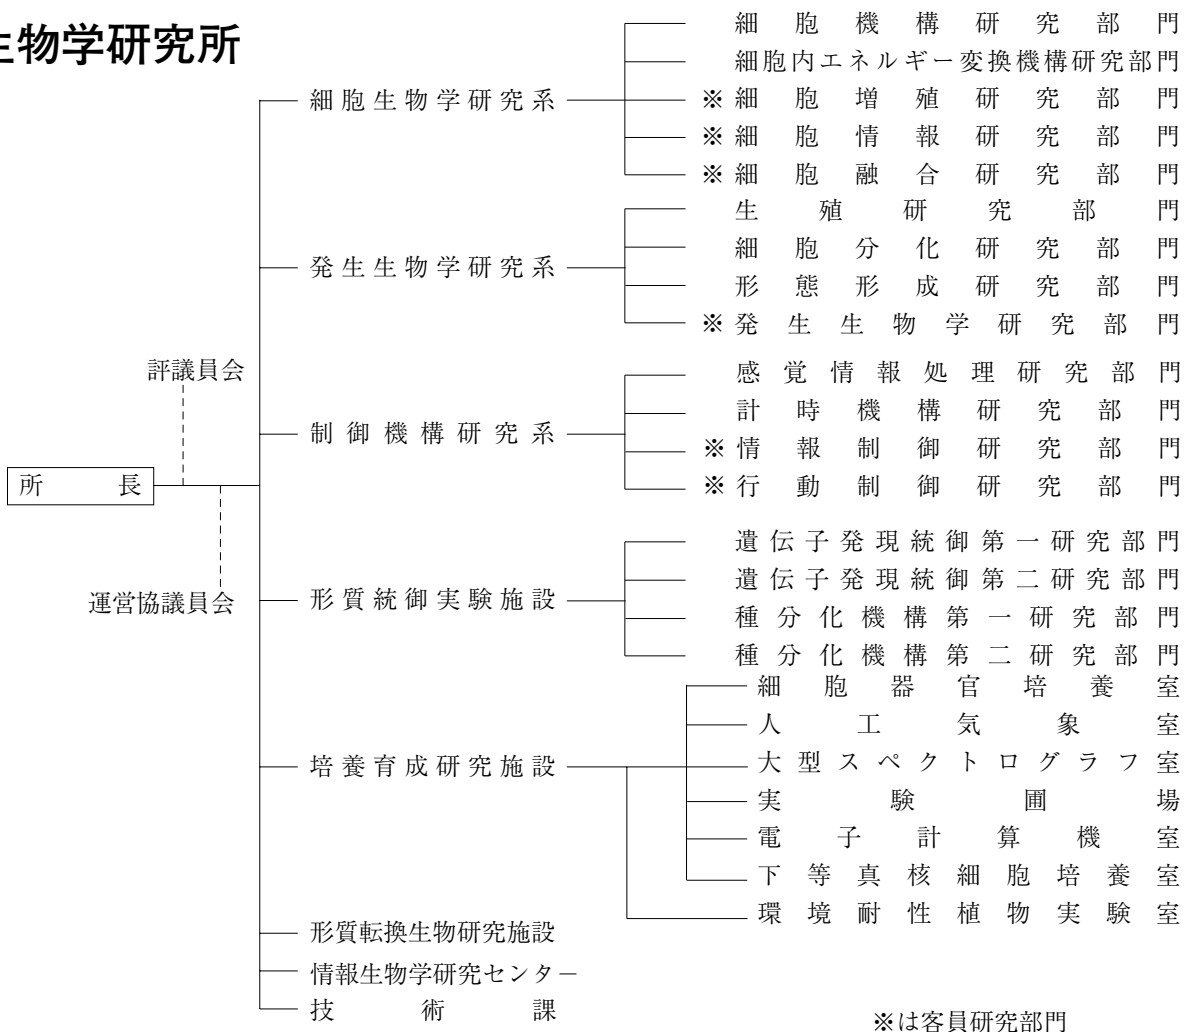 生物学研究所
細胞機構研究部門
細胞内エネルギー変換機構研究部門
細胞生物学研究系
※細胞増殖研究部門
※細胞情報研究部門
※細胞融合研究部門
生殖研究部門
細胞分化研究部門
発生生物学研究系
形態形成研究部門
※発生生物学研究部門
評議員会
感覚情報処理研究部門
計時機構研究部門
制御機構研究系
※情報制御研究部門
※行動制御研究部門
所長
遺伝子発現統御第一研究部門
遺伝子発現統御第二研究部門
運営協議員会
形質統御実験施設
種分化機構第一研究部門
種分化機構第二研究部門
細胞器官培養室
人工気象室
培養育成研究施設
大型スペクトログラフ室
実験圃場
電子計算機室
下等真核細胞培養室
環境耐性植物実験室
形質転換生物研究施設
情報生物学研究センター
技術課
※は客員研究部門